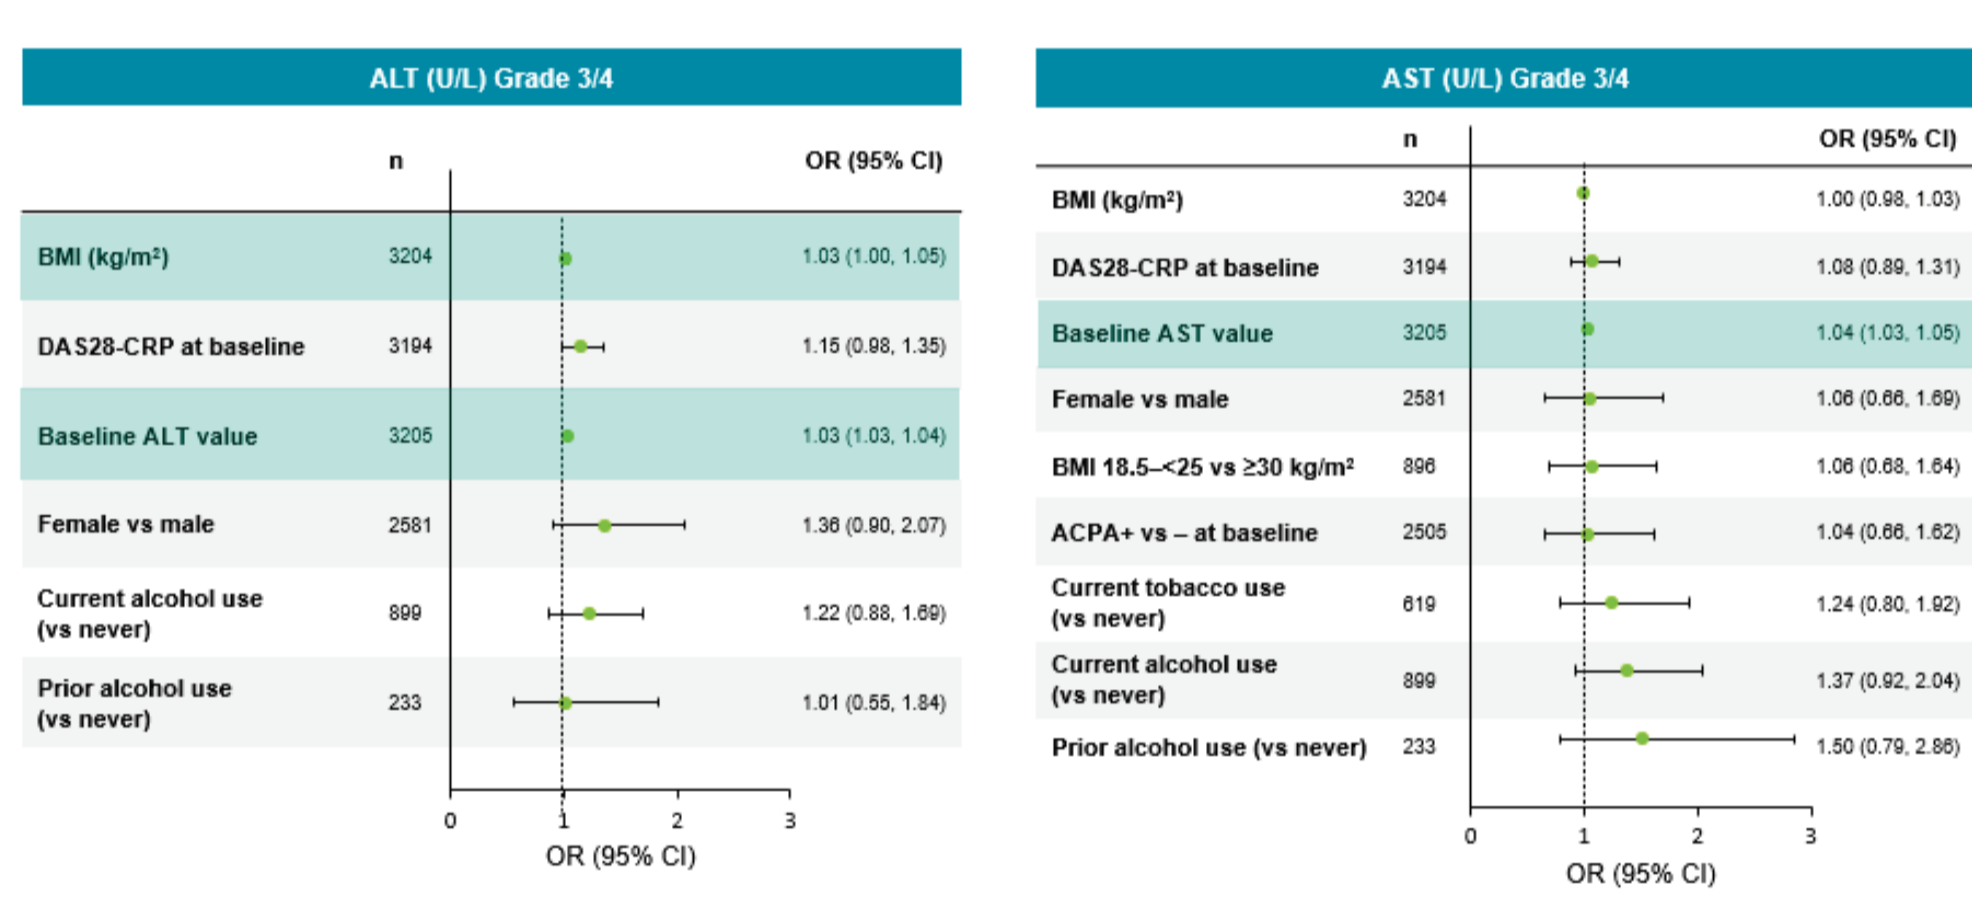 ALT (U/L) Grade 3/4
n OR (95% CI)
BMI (kg/m²) 3204 1.03 (1.00, 1.05)
DAS28-CRP at baseline 3194 1.15 (0.98, 1.35)
Baseline ALT value 3205 1.03 (1.03, 1.04)
Female vs male 2581 1.36 (0.90, 2.07)
Current alcohol use
(vs never) 899 1.22 (0.88, 1.69)
Prior alcohol use
(vs never) 233 1.01 (0.55, 1.84)
0 1 2 3
OR (95% CI)
AST (U/L) Grade 3/4
n OR (95% CI)
BMI (kg/m²) 3204 1.00 (0.98, 1.03)
DAS28-CRP at baseline 3194 1.08 (0.89, 1.31)
Baseline AST value 3205 1.04 (1.03, 1.05)
Female vs male 2581 1.06 (0.66, 1.69)
BMI 18.5–<25 vs ≥30 kg/m² 896 1.06 (0.68, 1.64)
ACPA+ vs – at baseline 2505 1.04 (0.66, 1.62)
Current tobacco use
(vs never) 619 1.24 (0.80, 1.92)
Current alcohol use
(vs never) 899 1.37 (0.92, 2.04)
Prior alcohol use (vs never) 233 1.50 (0.79, 2.86)
0 1 2 3
OR (95% CI)